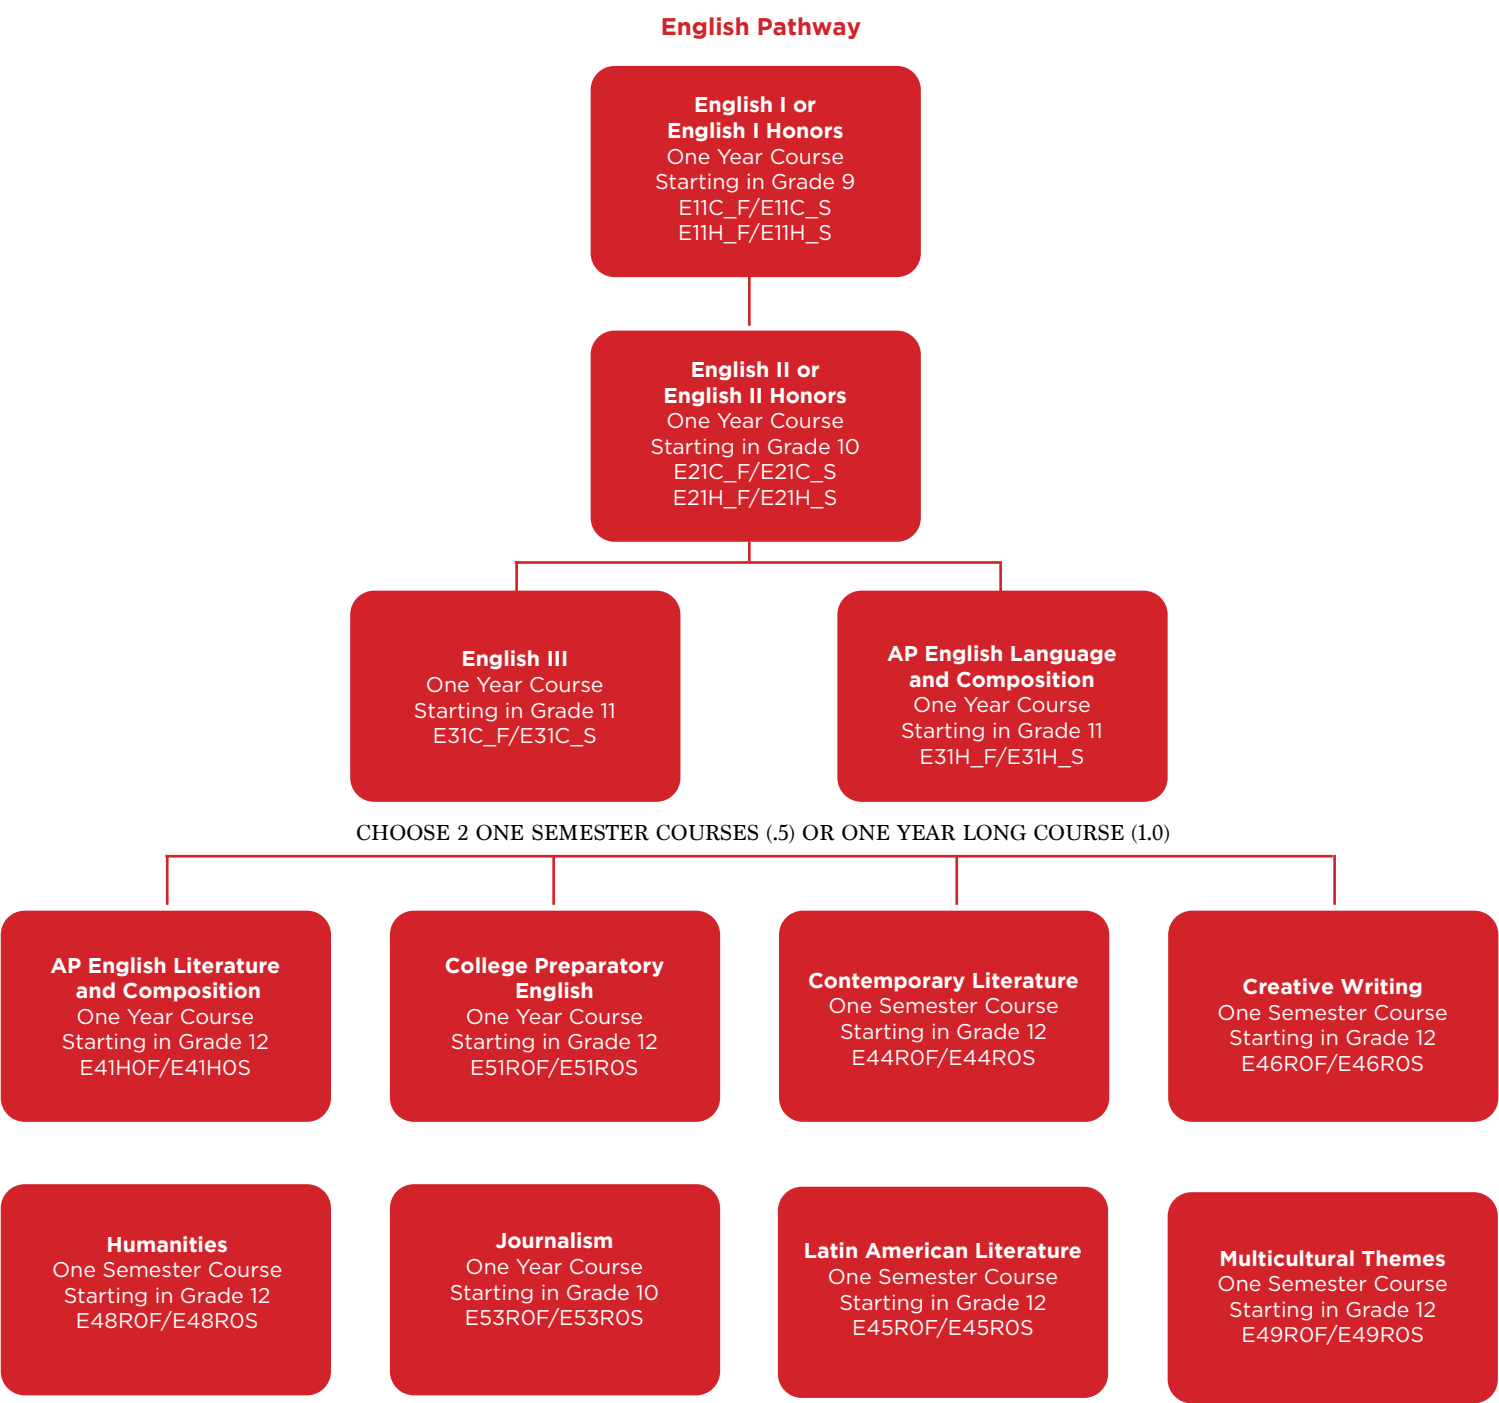 English Pathway
English I or
English I Honors
One Year Course
Starting in Grade 9
E11C_F/E11C_S
E11H_F/E11H_S
English II or
English II Honors
One Year Course
Starting in Grade 10
E21C_F/E21C_S
E21H_F/E21H_S
English III
One Year Course
Starting in Grade 11
E31C_F/E31C_S
AP English Language
and Composition
One Year Course
Starting in Grade 11
E31H_F/E31H_S
CHOOSE 2 ONE SEMESTER COURSES (.5) OR ONE YEAR LONG COURSE (1.0)
AP English Literature
and Composition
One Year Course
Starting in Grade 12
E41H0F/E41H0S
College Preparatory
English
One Year Course
Starting in Grade 12
E51R0F/E51R0S
Contemporary Literature
One Semester Course
Starting in Grade 12
E44R0F/E44R0S
Creative Writing
One Semester Course
Starting in Grade 12
E46R0F/E46R0S
Humanities
One Semester Course
Starting in Grade 12
E48R0F/E48R0S
Journalism
One Year Course
Starting in Grade 10
E53R0F/E53R0S
Latin American Literature
One Semester Course
Starting in Grade 12
E45R0F/E45R0S
Multicultural Themes
One Semester Course
Starting in Grade 12
E49R0F/E49R0S